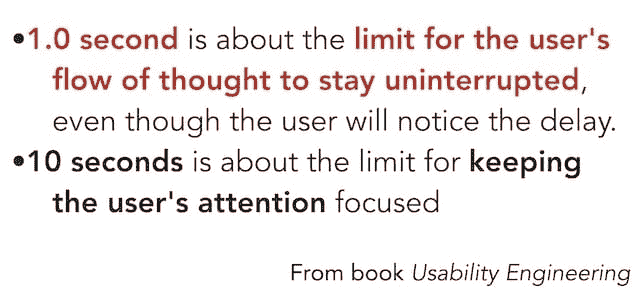 •1.0 second is about the limit for the user's
flow of thought to stay uninterrupted,
even though the user will notice the delay.
•10 seconds is about the limit for keeping
the user's attention focused
From book Usability Engineering